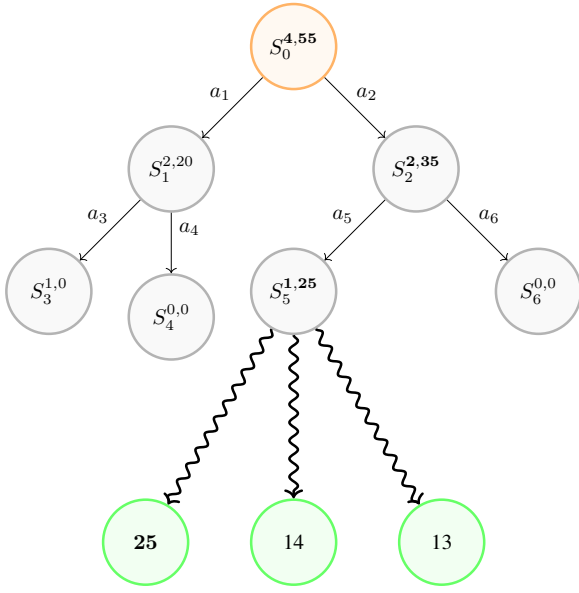 S_0^{4,55}
a_1 a_2
S_1^{2,20} S_2^{2,35}
a_3 a_4 a_5 a_6
S_3^{1,0} S_4^{0,0} S_5^{1,25} S_6^{0,0}
25 14 13